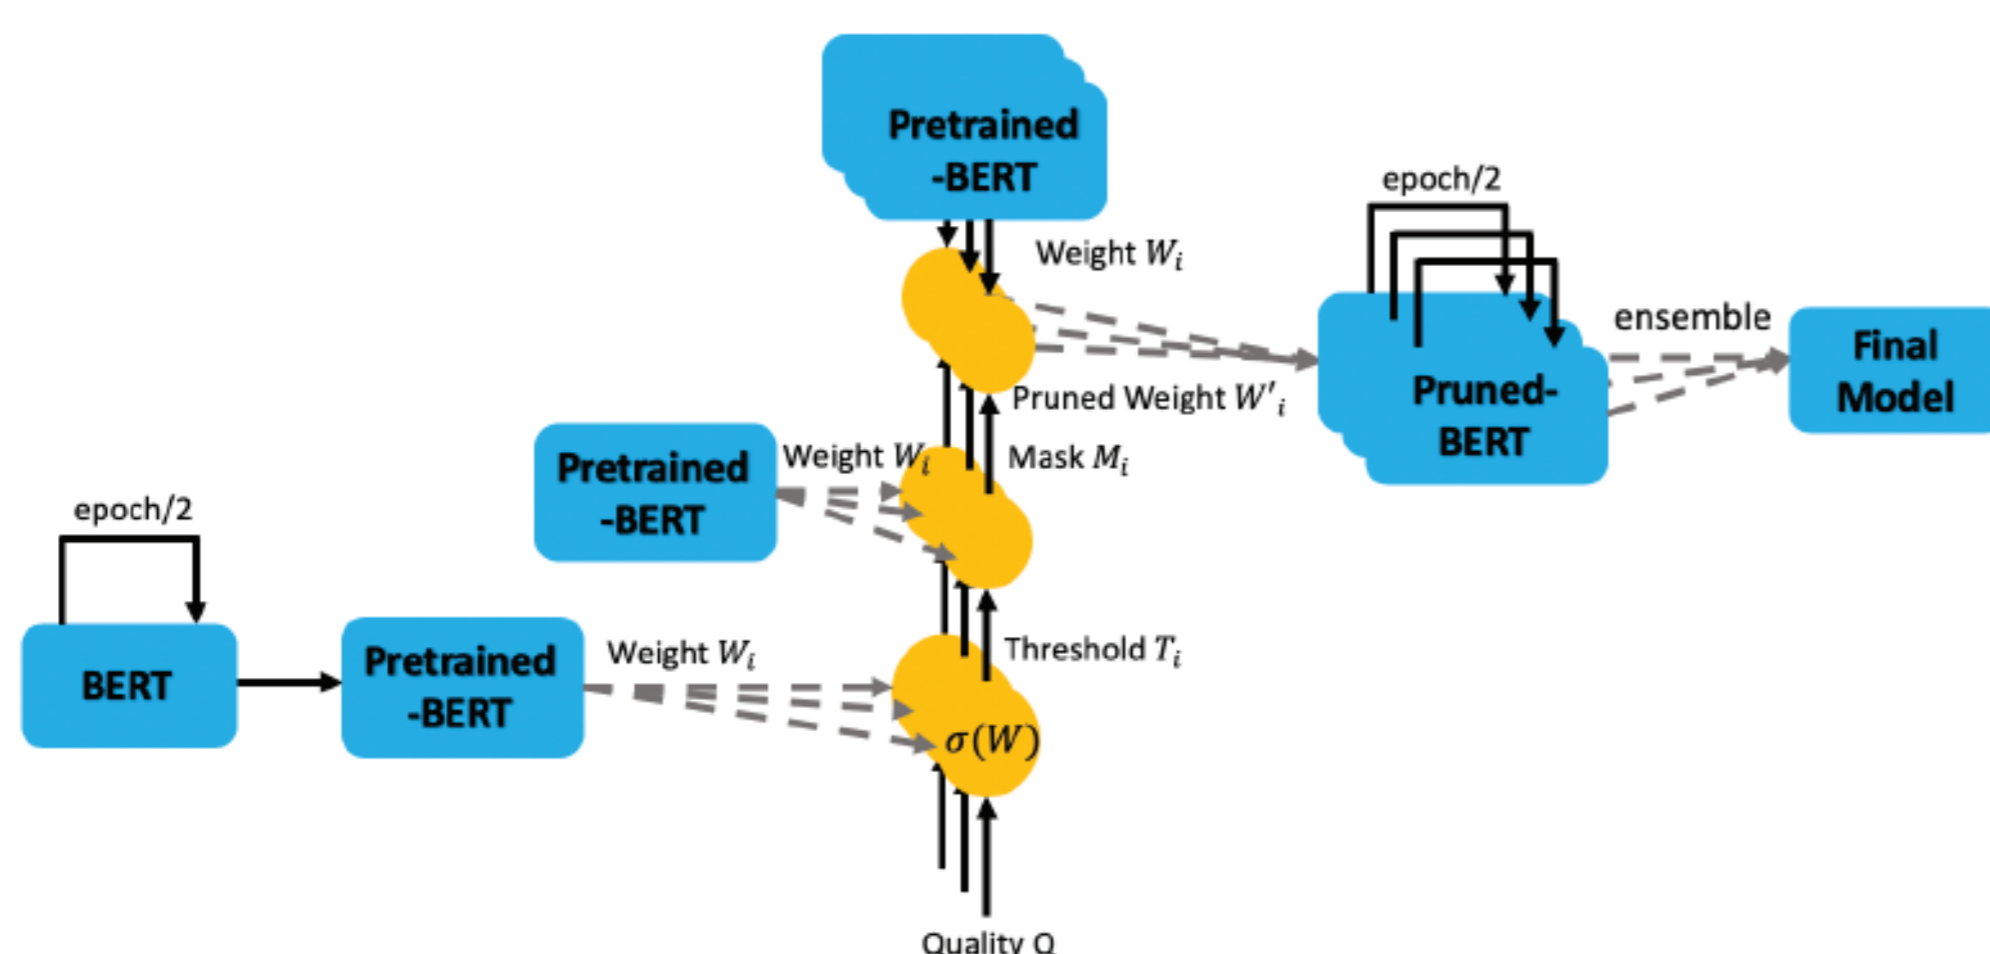 Pretrained
-BERT
Weight Wᵢ
epoch/2
ensemble
Final
Model
Pruned-
BERT
Pruned Weight W'ᵢ
Pretrained
-BERT
Weight Wᵢ
Mask Mᵢ
epoch/2
BERT
Pretrained
-BERT
Weight Wᵢ
Threshold Tᵢ
σ(W)
Quality Q